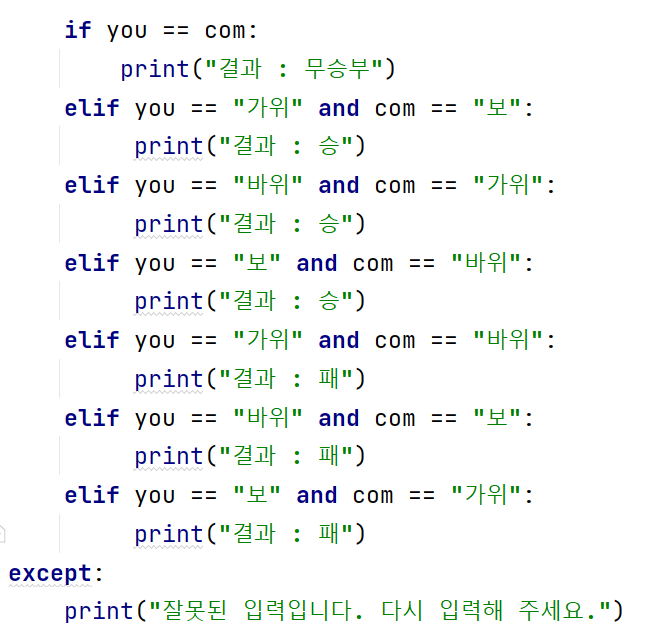 if you == com:
print("결과 : 무승부")
elif you == "가위" and com == "보":
print("결과 : 승")
elif you == "바위" and com == "가위":
print("결과 : 승")
elif you == "보" and com == "바위":
print("결과 : 승")
elif you == "가위" and com == "바위":
print("결과 : 패")
elif you == "바위" and com == "보":
print("결과 : 패")
elif you == "보" and com == "가위":
print("결과 : 패")
except:
print("잘못된 입력입니다. 다시 입력해 주세요.")